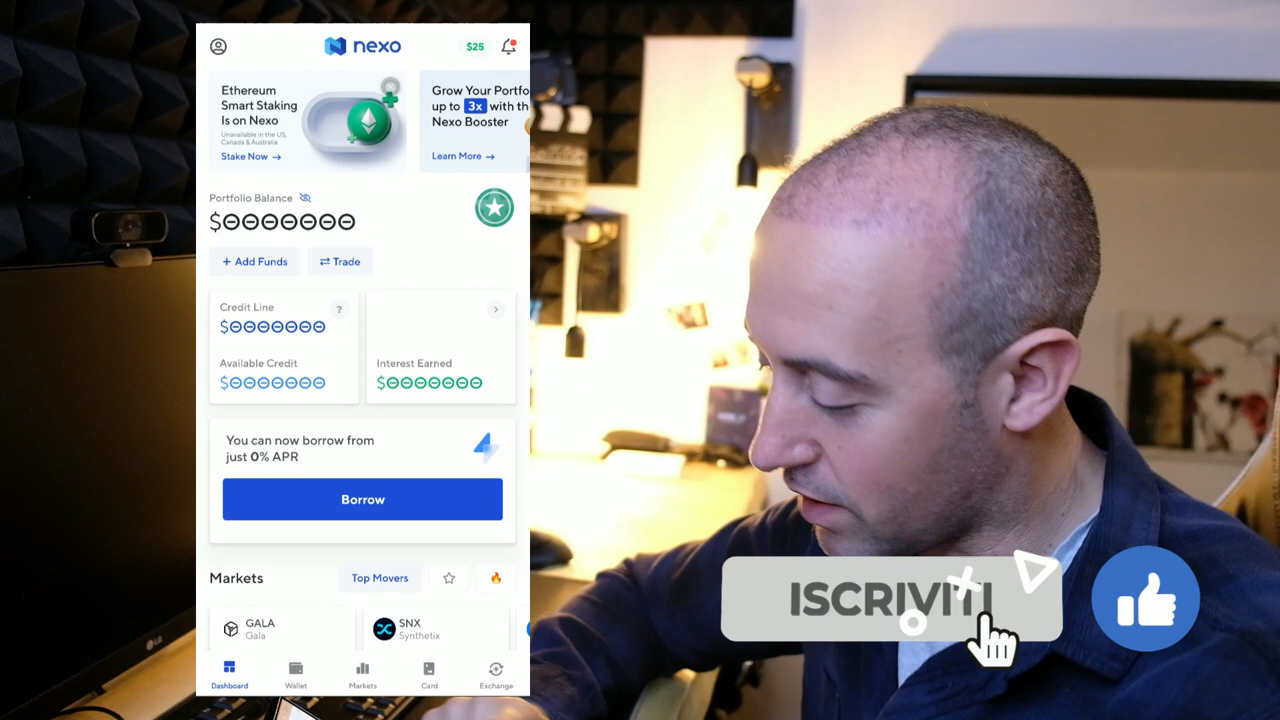 nexo
$25
Ethereum
Smart Staking
Is on Nexo
Unavailable in the US,
Canada & Australia
Stake Now →
Grow Your Portfo
up to 3x with th
Nexo Booster
Learn More →
Portfolio Balance
$
+ Add Funds
Trade
Credit Line
?
$
Available Credit
$
Interest Earned
$
You can now borrow from
just 0% APR
Borrow
Markets
Top Movers
GALA
Gala
SNX
Synthetix
Dashboard
Wallet
Markets
Card
Exchange
LG
ISCRIVITI